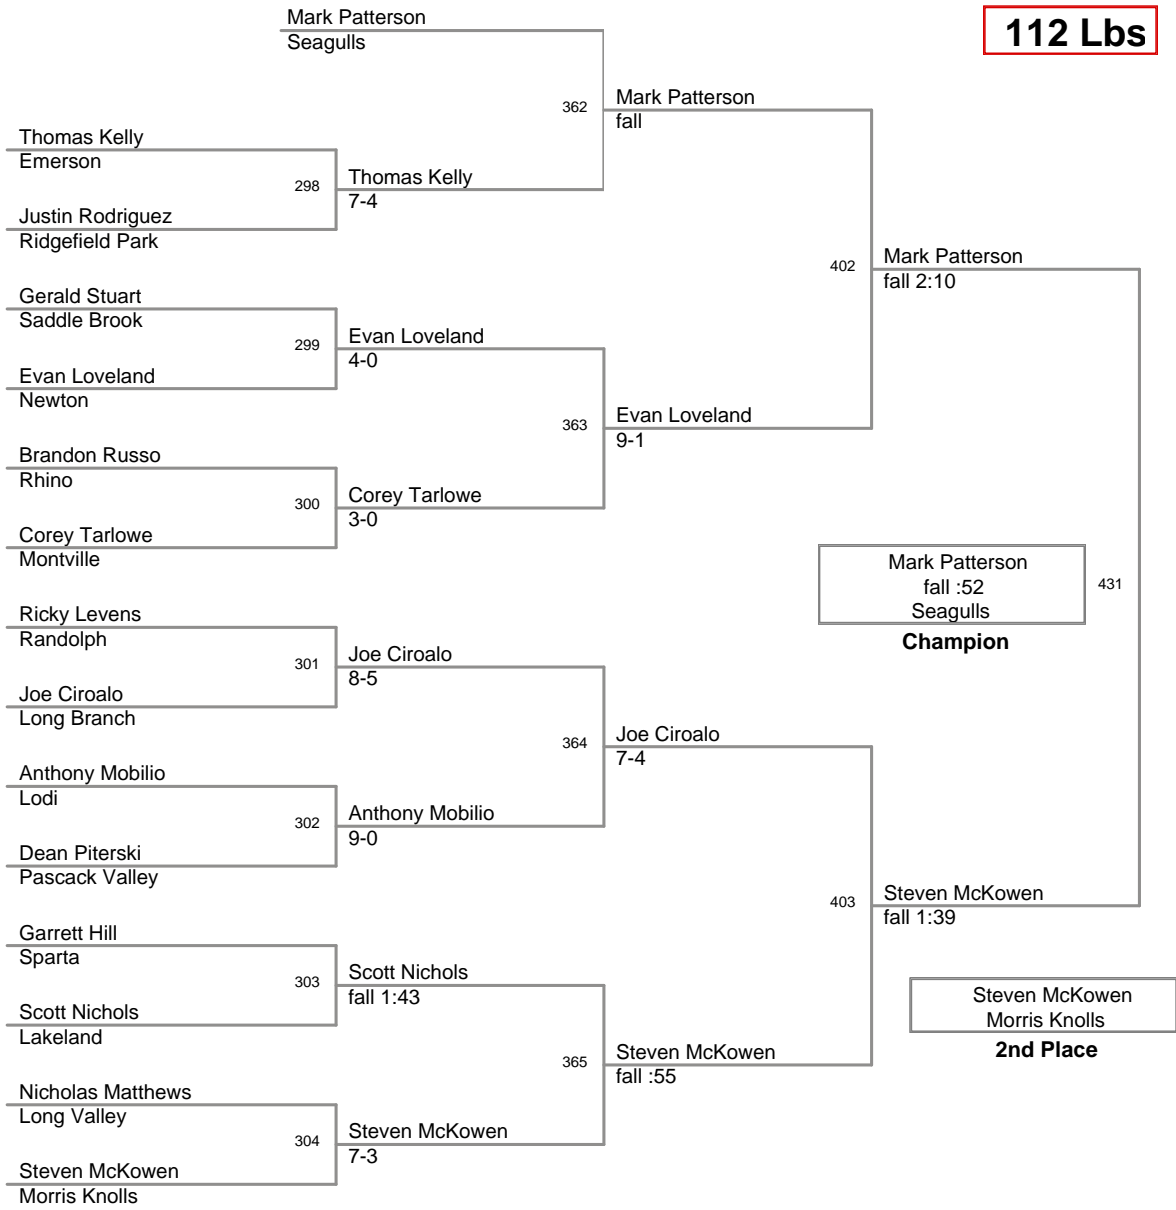 Mark Patterson
Seagulls
112 Lbs
362
Mark Patterson
fall
Thomas Kelly
Emerson
298
Thomas Kelly
7-4
Justin Rodriguez
Ridgefield Park
402
Mark Patterson
fall 2:10
Gerald Stuart
Saddle Brook
299
Evan Loveland
4-0
Evan Loveland
Newton
363
Evan Loveland
9-1
Brandon Russo
Rhino
300
Corey Tarlowe
3-0
Corey Tarlowe
Montville
Mark Patterson
fall :52
Seagulls
431
Champion
Ricky Levens
Randolph
301
Joe Ciroalo
8-5
Joe Ciroalo
Long Branch
364
Joe Ciroalo
7-4
Anthony Mobilio
Lodi
302
Anthony Mobilio
9-0
Dean Piterski
Pascack Valley
403
Steven McKowen
fall 1:39
Garrett Hill
Sparta
303
Scott Nichols
fall 1:43
Scott Nichols
Lakeland
Steven McKowen
Morris Knolls
2nd Place
365
Steven McKowen
fall :55
Nicholas Matthews
Long Valley
304
Steven McKowen
7-3
Steven McKowen
Morris Knolls